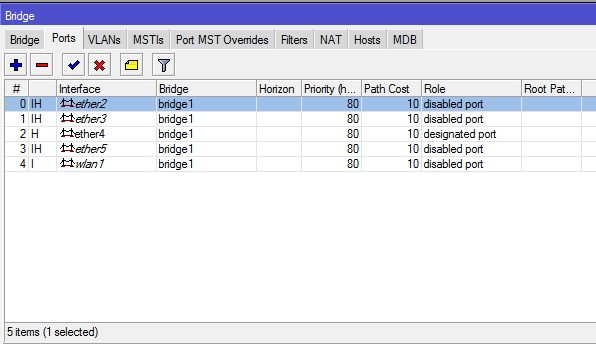 Bridge
Bridge Ports VLANs MSTIs Port MST Overrides Filters NAT Hosts MDB
# Interface Bridge Horizon Priority (h... Path Cost Role Root Pat...
0 IH ether2 bridge1 80 10 disabled port
1 IH ether3 bridge1 80 10 disabled port
2 H ether4 bridge1 80 10 designated port
3 IH ether5 bridge1 80 10 disabled port
4 I wlan1 bridge1 80 10 disabled port
5 items (1 selected)